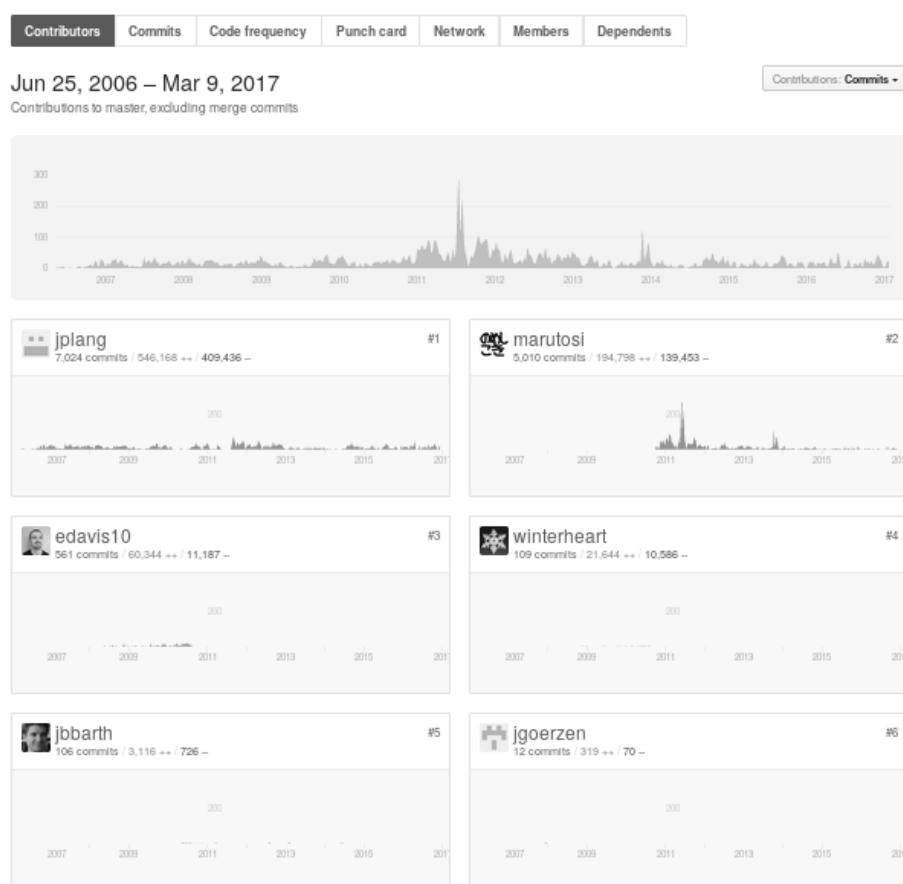 Contributors Commits Code frequency Punch card Network Members Dependents
Jun 25, 2006 – Mar 9, 2017
Contributions: Commits
Contributions to master, excluding merge commits
300
200
100
0
2007 2008 2009 2010 2011 2012 2013 2014 2015 2016 2017
jplang #1
7,024 commits / 546,168 ++ / 409,436 --
200
2007 2009 2011 2013 2015 201
marutosi #2
5,010 commits / 194,798 ++ / 139,453 --
200
2007 2009 2011 2013 2015 20
edavis10 #3
561 commits / 60,344 ++ / 11,187 --
200
2007 2009 2011 2013 2015 201
winterheart #4
109 commits / 21,644 ++ / 10,586 --
200
2007 2009 2011 2013 2015 20
jbbarth #5
106 commits / 3,116 ++ / 726 --
200
2007 2009 2011 2013 2015 201
jgoerzen #6
12 commits / 319 ++ / 70 --
200
2007 2009 2011 2013 2015 20